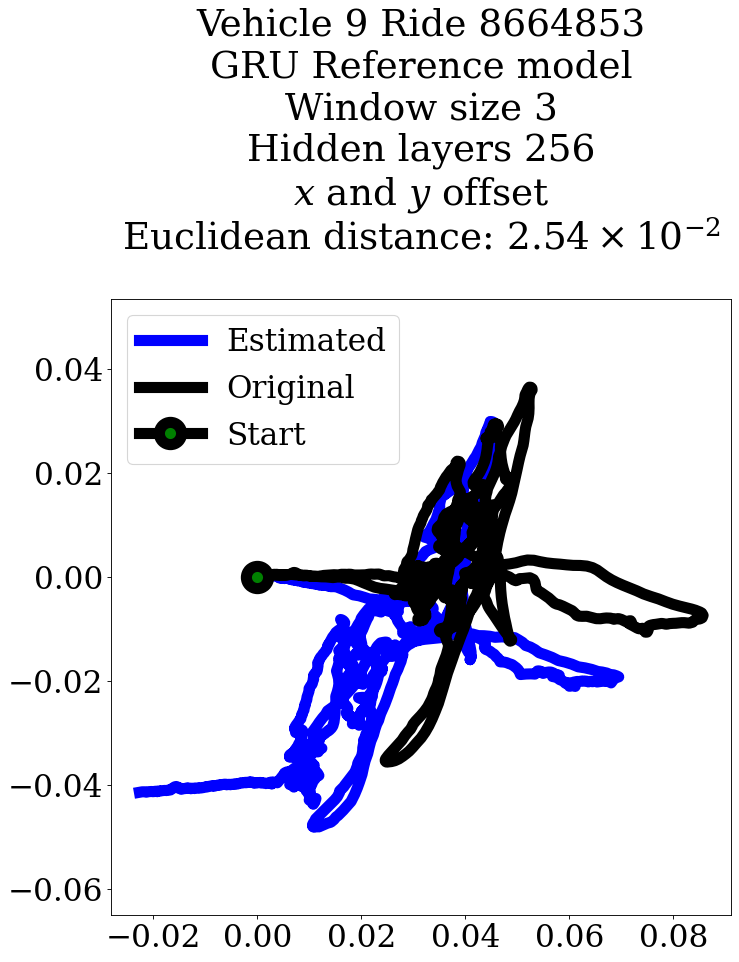 Vehicle 9 Ride 8664853
GRU Reference model
Window size 3
Hidden layers 256
x and y offset
Euclidean distance: 2.54 × 10⁻²
Estimated
Original
Start
0.04
0.02
0.00
−0.02
−0.04
−0.06
−0.02 0.00 0.02 0.04 0.06 0.08